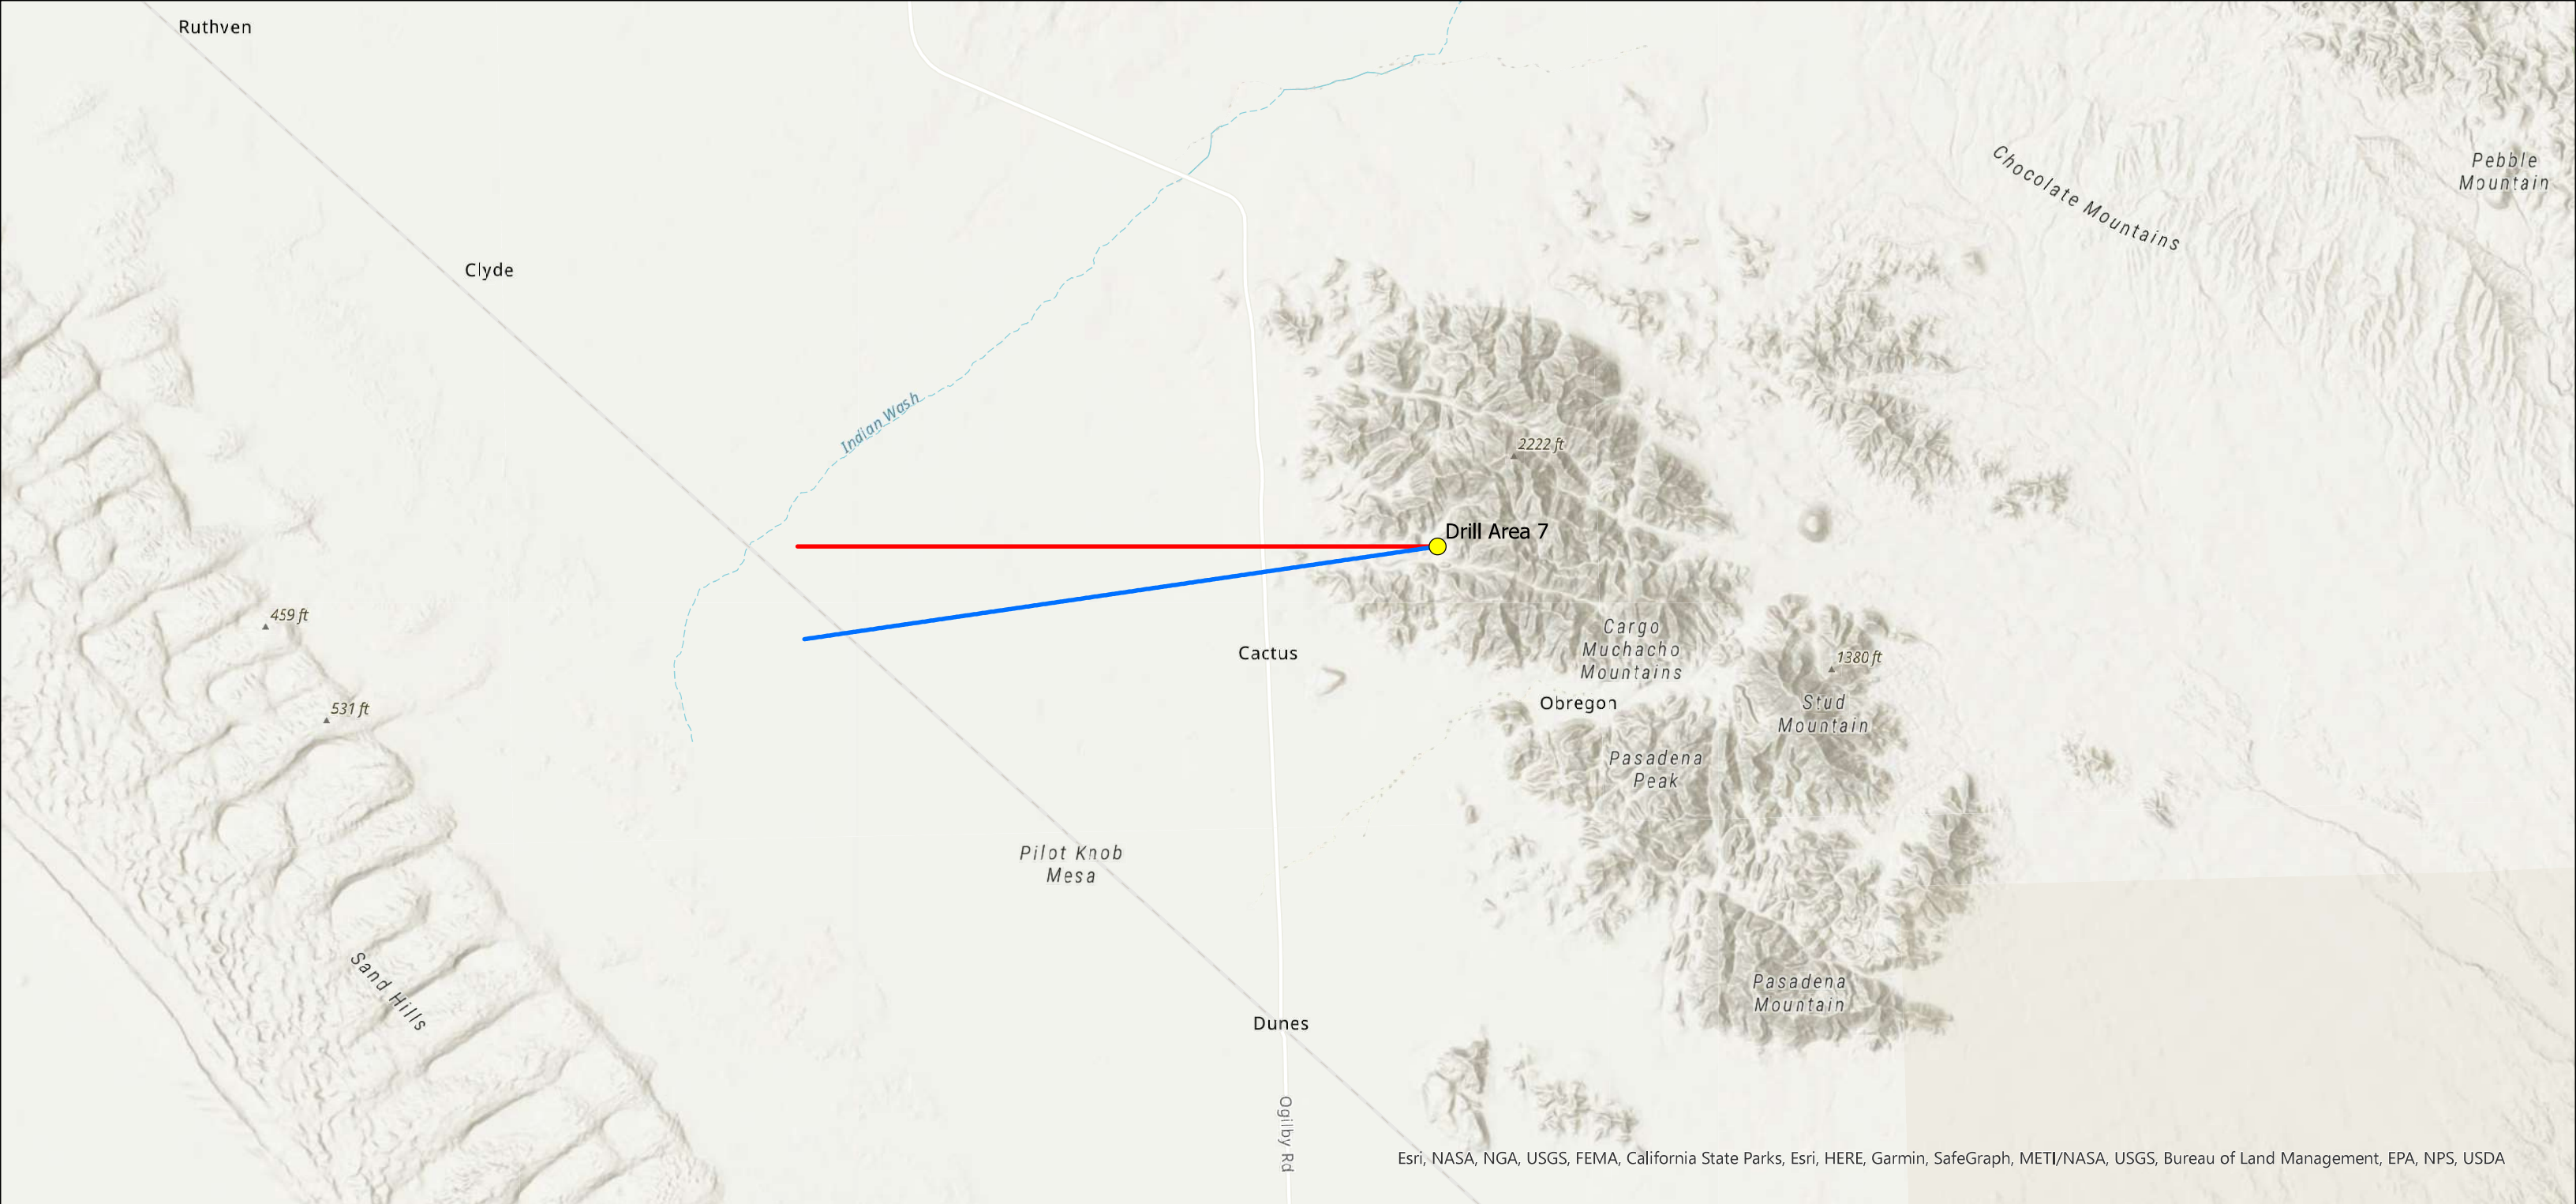 Ruthven
Pebble
Mountain
Chocolate Mountains
Clyde
Indian Wash
2222 ft
Drill Area 7
459 ft
Cargo
Muchacho
Mountains
Cactus
1380 ft
531 ft
Obregon
Stud
Mountain
Pasadena
Peak
Pilot Knob
Mesa
Sand Hills
Pasadena
Mountain
Dunes
Ogilby Rd
Esri, NASA, NGA, USGS, FEMA, California State Parks, Esri, HERE, Garmin, SafeGraph, METI/NASA, USGS, Bureau of Land Management, EPA, NPS, USDA